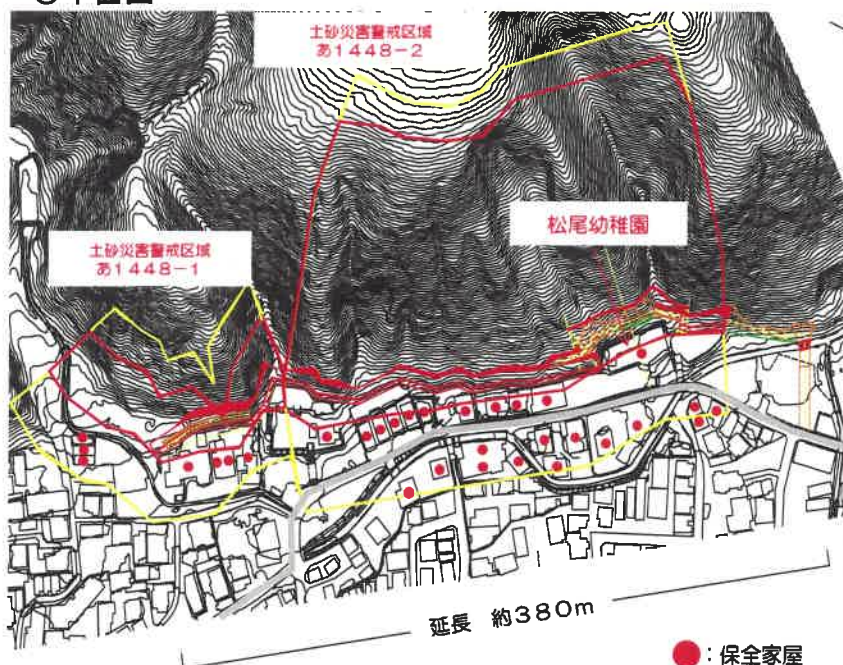 土砂災害警戒区域
あ1448－2
松尾幼稚園
土砂災害警戒区域
あ1448－1
延長 約380m
●：保全家屋